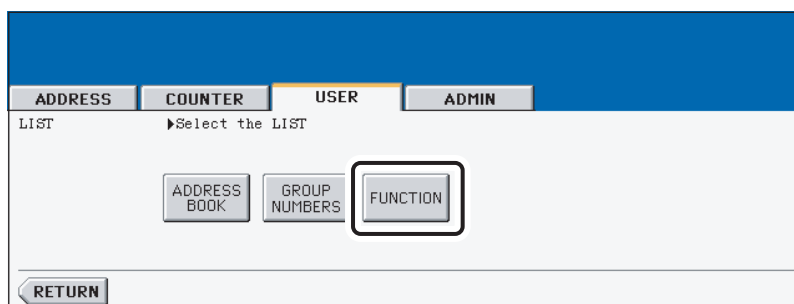 ADDRESS COUNTER USER ADMIN
LIST ▶Select the LIST
ADDRESS BOOK
GROUP NUMBERS
FUNCTION
RETURN